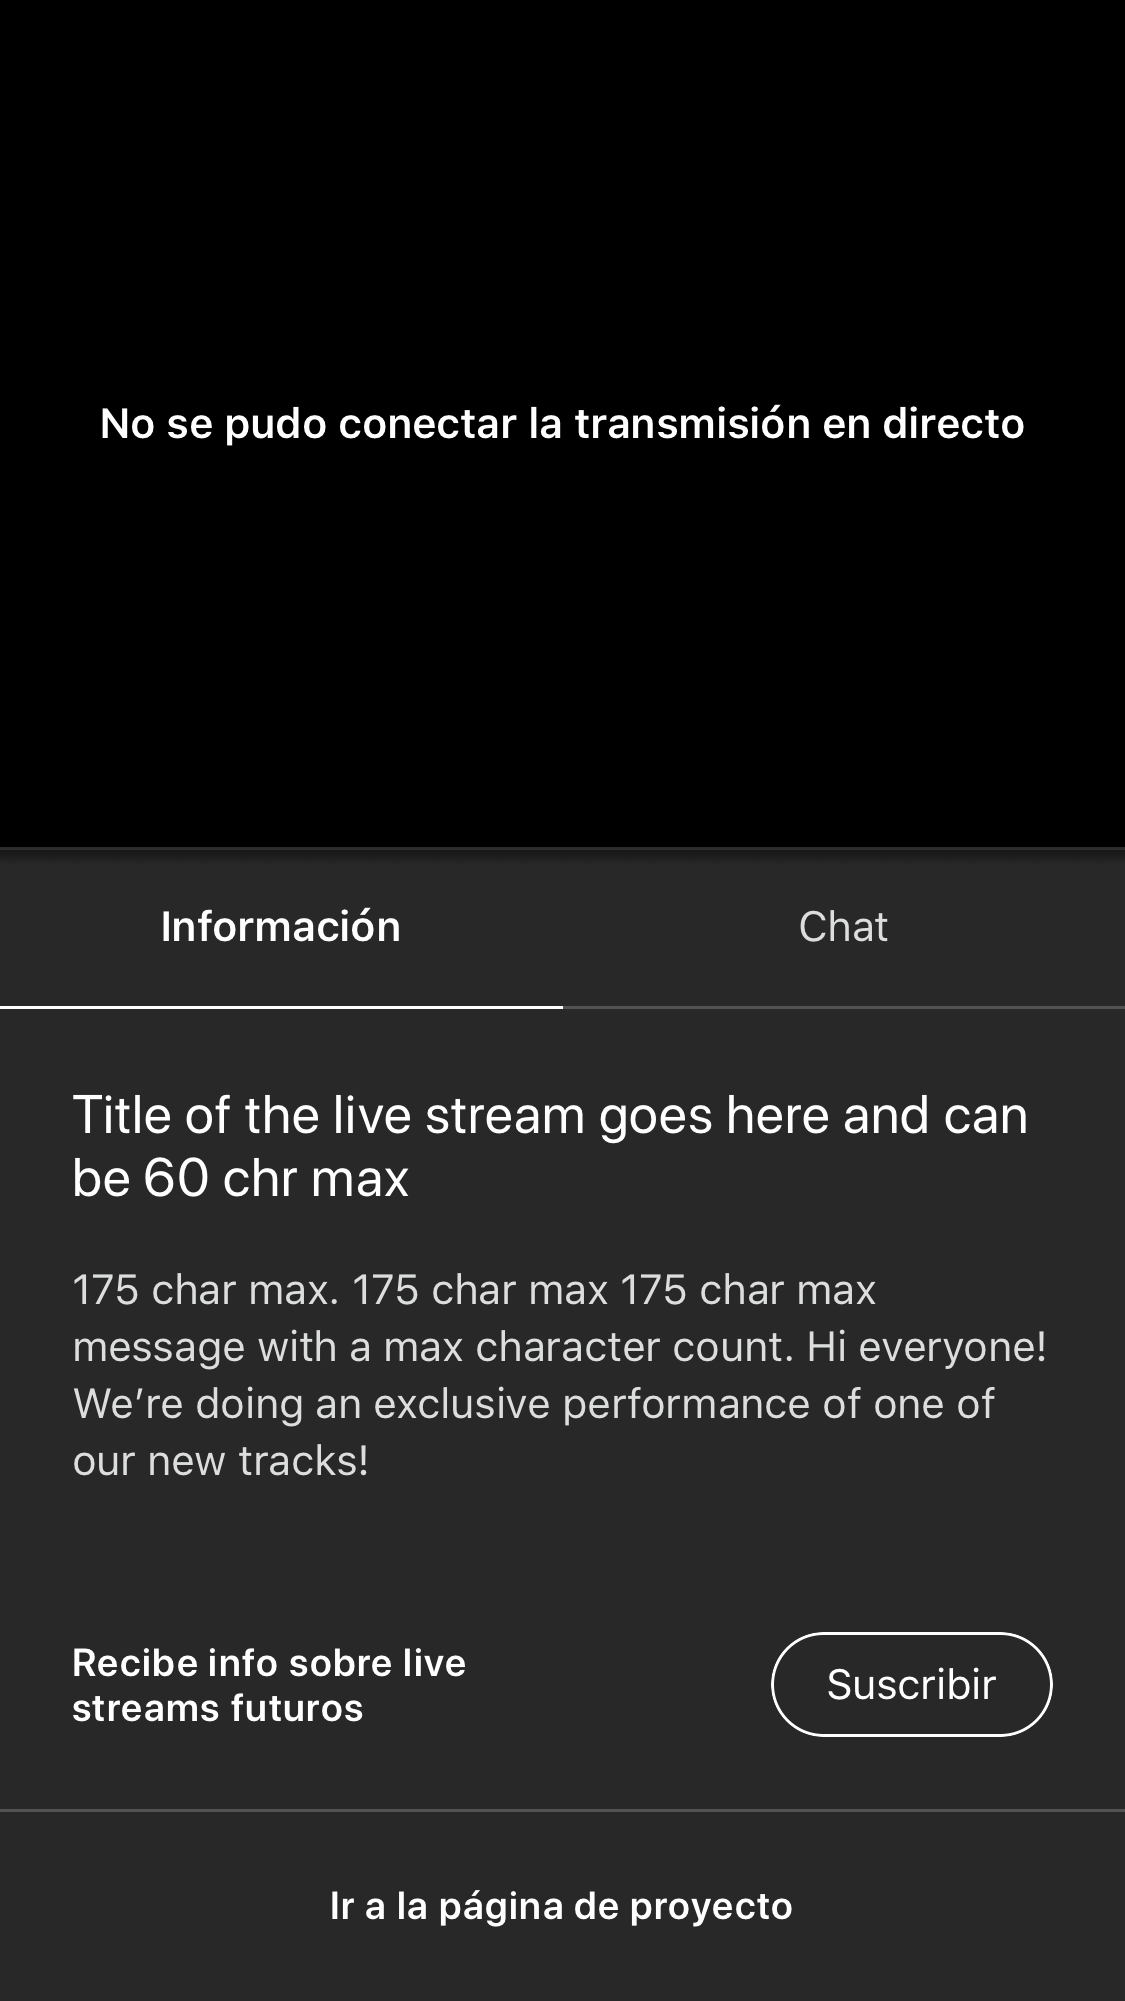 No se pudo conectar la transmisión en directo
Información
Chat
Title of the live stream goes here and can
be 60 chr max
175 char max. 175 char max 175 char max
message with a max character count. Hi everyone!
We’re doing an exclusive performance of one of
our new tracks!
Recibe info sobre live
streams futuros
Suscribir
Ir a la página de proyecto